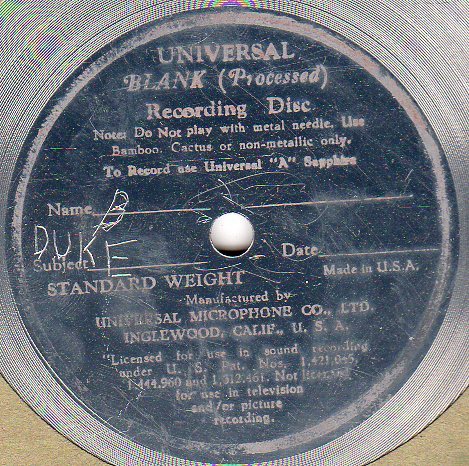 UNIVERSAL
BLANK (Processed)
Recording Disc
Note: Do Not play with metal needle. Use
Bamboo. Cactus or non-metallic only.
To Record use Universal "A" Sapphire
Name B
DUKE
Subject Date
STANDARD WEIGHT Made in U.S.A.
Manufactured by
UNIVERSAL MICROPHONE CO., LTD.
INGLEWOOD, CALIF., U. S. A.
"Licensed for use in sound recording
under U. S. Pat. Nos. 1,421,045,
1,444,960 and 1,512,461. Not licensed
for use in television
and/or picture
recording.